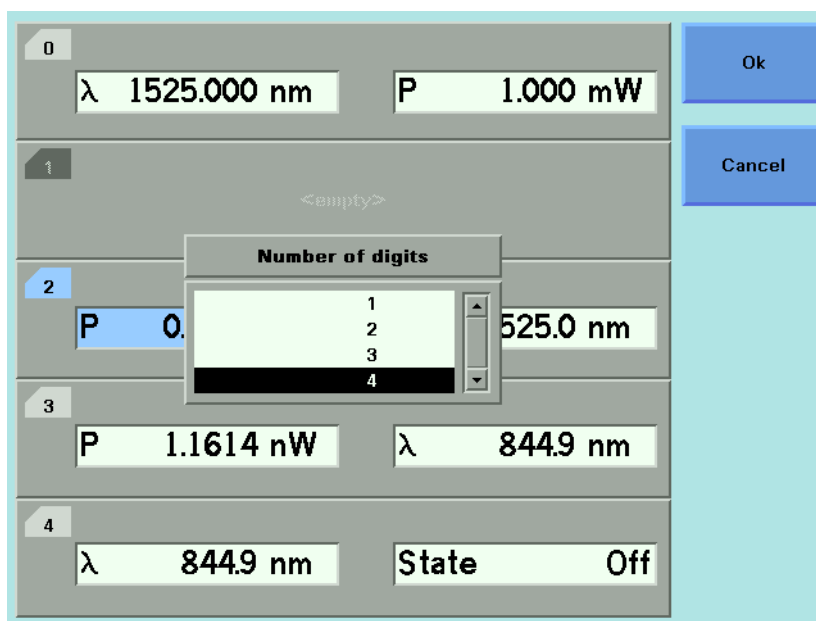 0
λ 1525.000 nm P 1.000 mW
Ok
1
<empty>
Cancel
Number of digits
1
2
3
4
2
P 0. 525.0 nm
3
P 1.1614 nW λ 844.9 nm
4
λ 844.9 nm State Off